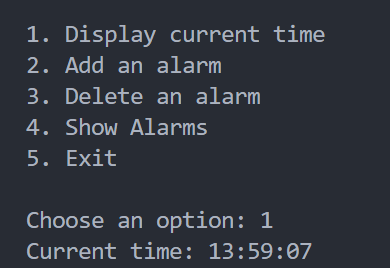 1. Display current time
2. Add an alarm
3. Delete an alarm
4. Show Alarms
5. Exit
Choose an option: 1
Current time: 13:59:07